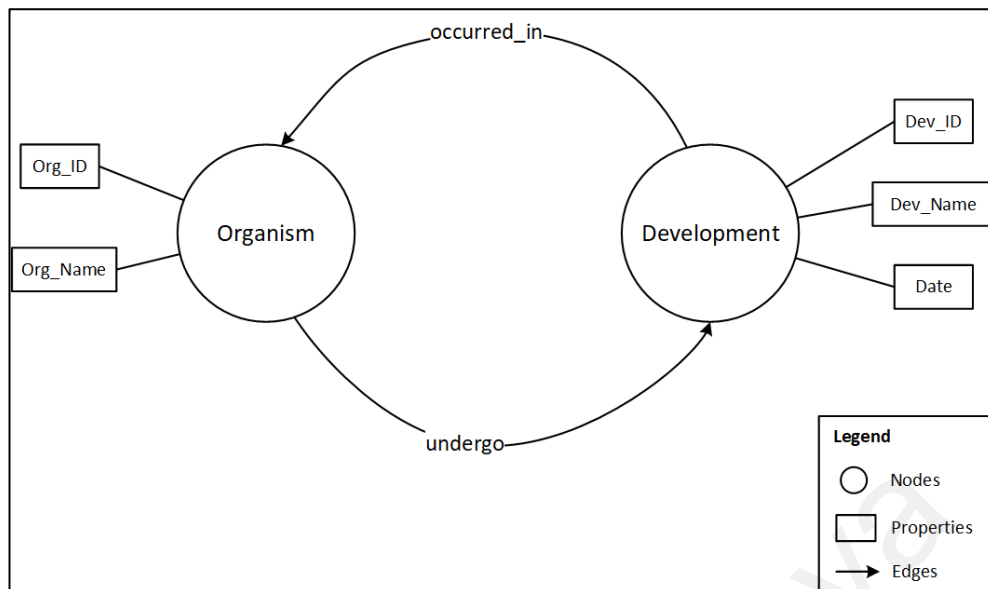 occurred_in
Org_ID
Org_Name
Organism
Development
Dev_ID
Dev_Name
Date
undergo
Legend
Nodes
Properties
Edges